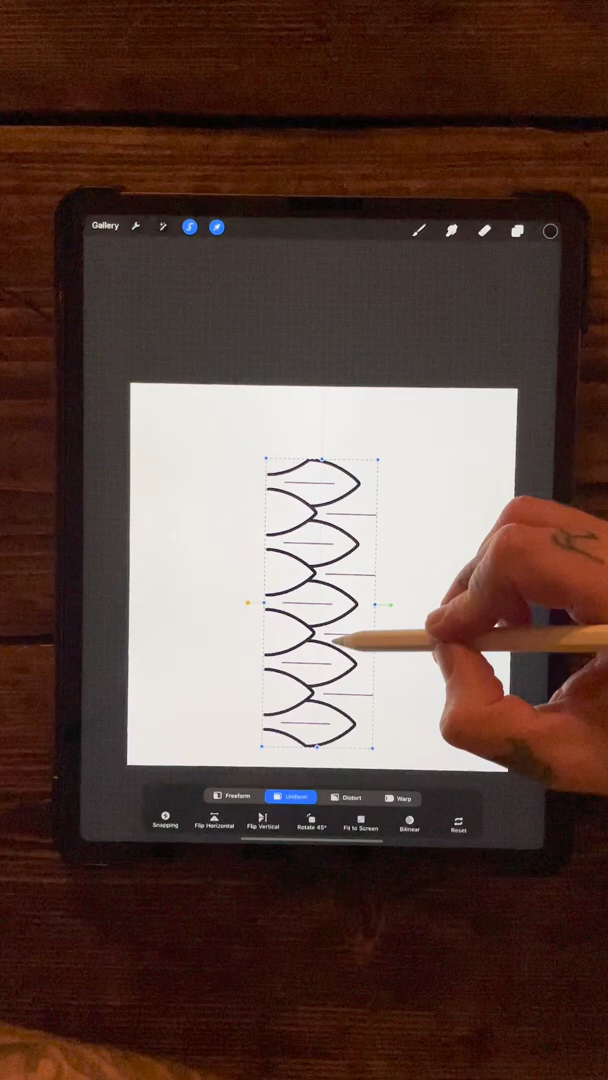 Gallery
Freeform Uniform Distort Warp
Snapping Flip Horizontal Flip Vertical Rotate 45° Fit to Screen Bilinear Reset